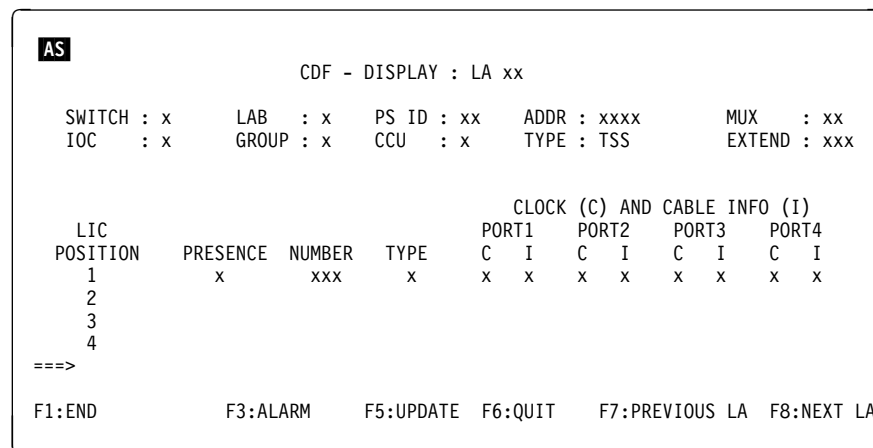 AS
CDF - DISPLAY : LA xx
SWITCH : x LAB : x PS ID : xx ADDR : xxxx MUX : xx
IOC : x GROUP : x CCU : x TYPE : TSS EXTEND : xxx
CLOCK (C) AND CABLE INFO (I)
LIC PORT1 PORT2 PORT3 PORT4
POSITION PRESENCE NUMBER TYPE C I C I C I C I
1 x xxx x x x x x x x x x
2
3
4
===>
F1:END F3:ALARM F5:UPDATE F6:QUIT F7:PREVIOUS LA F8:NEXT LA